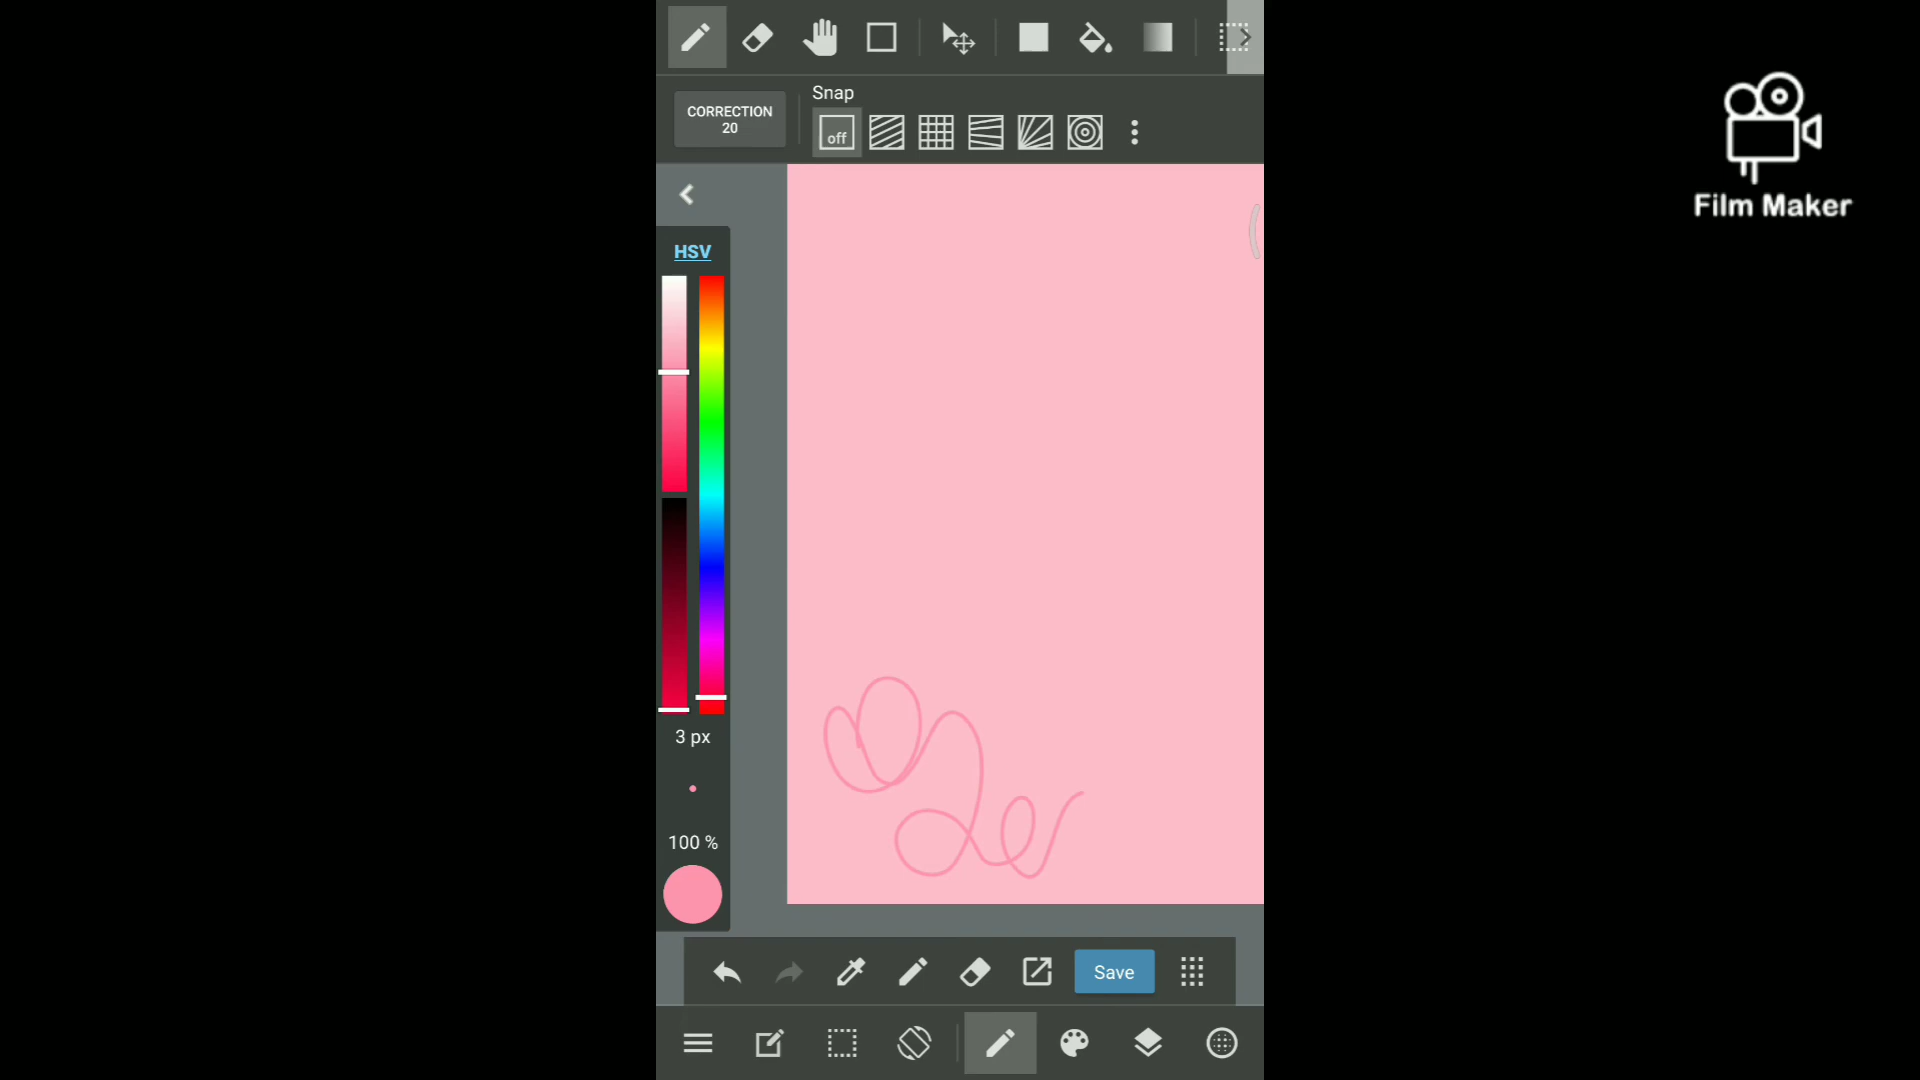 CORRECTION
20
Snap
off
HSV
3 px
100 %
Save
Film Maker